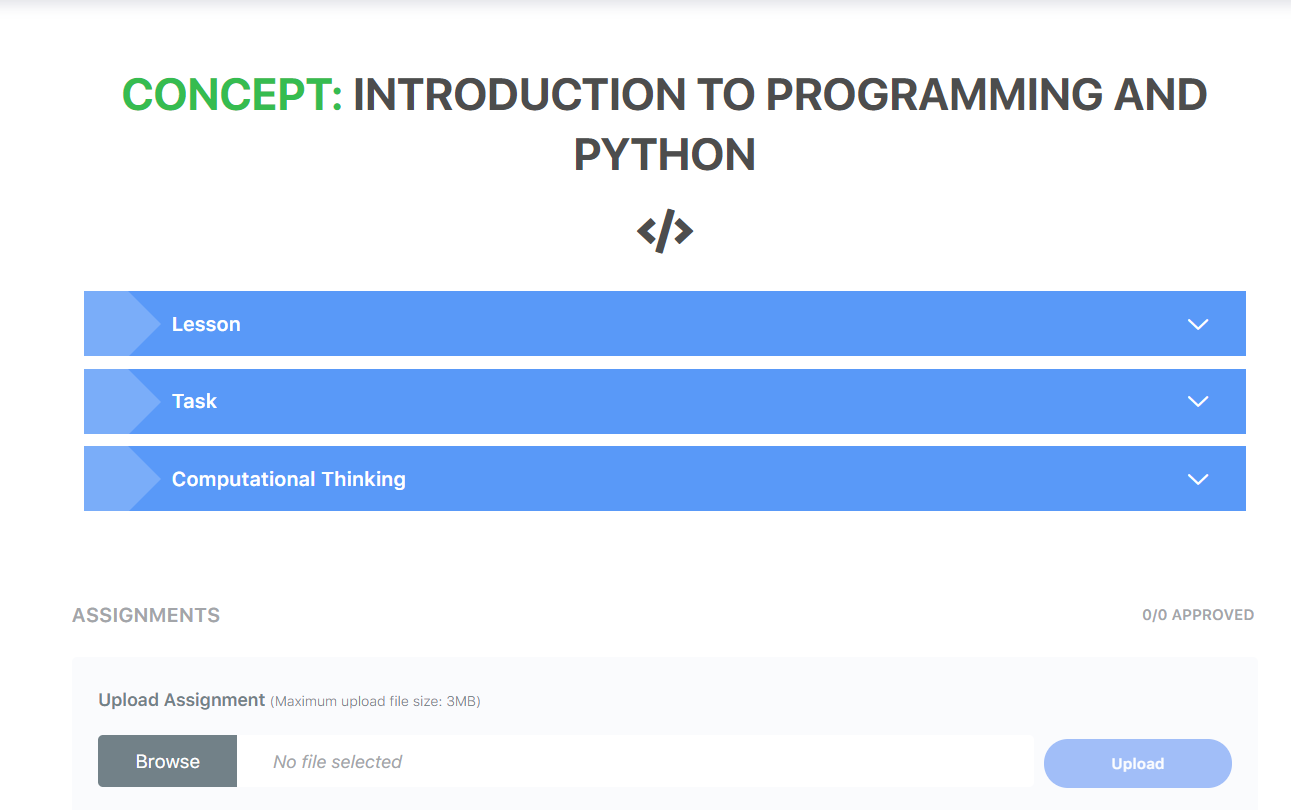 CONCEPT: INTRODUCTION TO PROGRAMMING AND
PYTHON
</>
Lesson
Task
Computational Thinking
ASSIGNMENTS
0/0 APPROVED
Upload Assignment (Maximum upload file size: 3MB)
Browse
No file selected
Upload